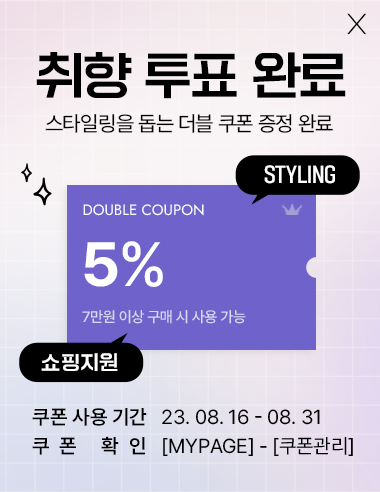 취향 투표 완료
스타일링을 돕는 더블 쿠폰 증정 완료
STYLING
DOUBLE COUPON
5%
7만원 이상 구매 시 사용 가능
쇼핑지원
쿠폰 사용 기간 23. 08. 16 - 08. 31
쿠 폰 확 인 [MYPAGE] - [쿠폰관리]